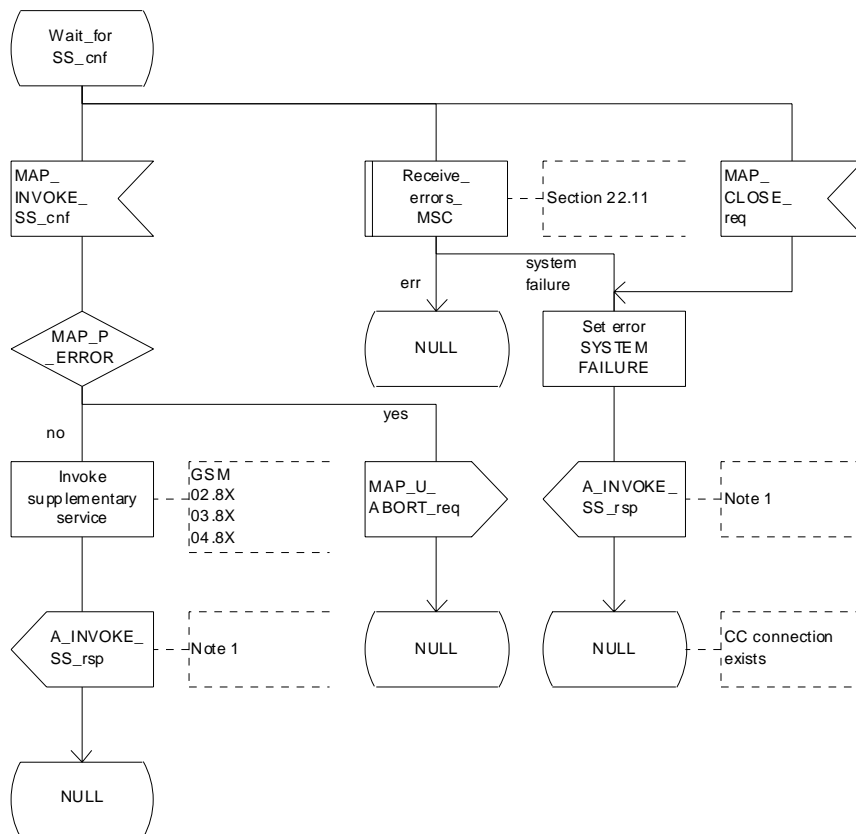 Wait_for
SS_cnf
MAP_
INVOKE_
SS_cnf
Receive_
errors_
MSC
Section 22.11
MAP_
CLOSE_
req
err
system
failure
MAP_P
_ERROR
NULL
Set error
SYSTEM
FAILURE
no
yes
Invoke
supplementary
service
GSM
02.8X
03.8X
04.8X
MAP_U_
ABORT_req
A_INVOKE_
SS_rsp
Note 1
A_INVOKE_
SS_rsp
Note 1
NULL
NULL
CC connection
exists
NULL